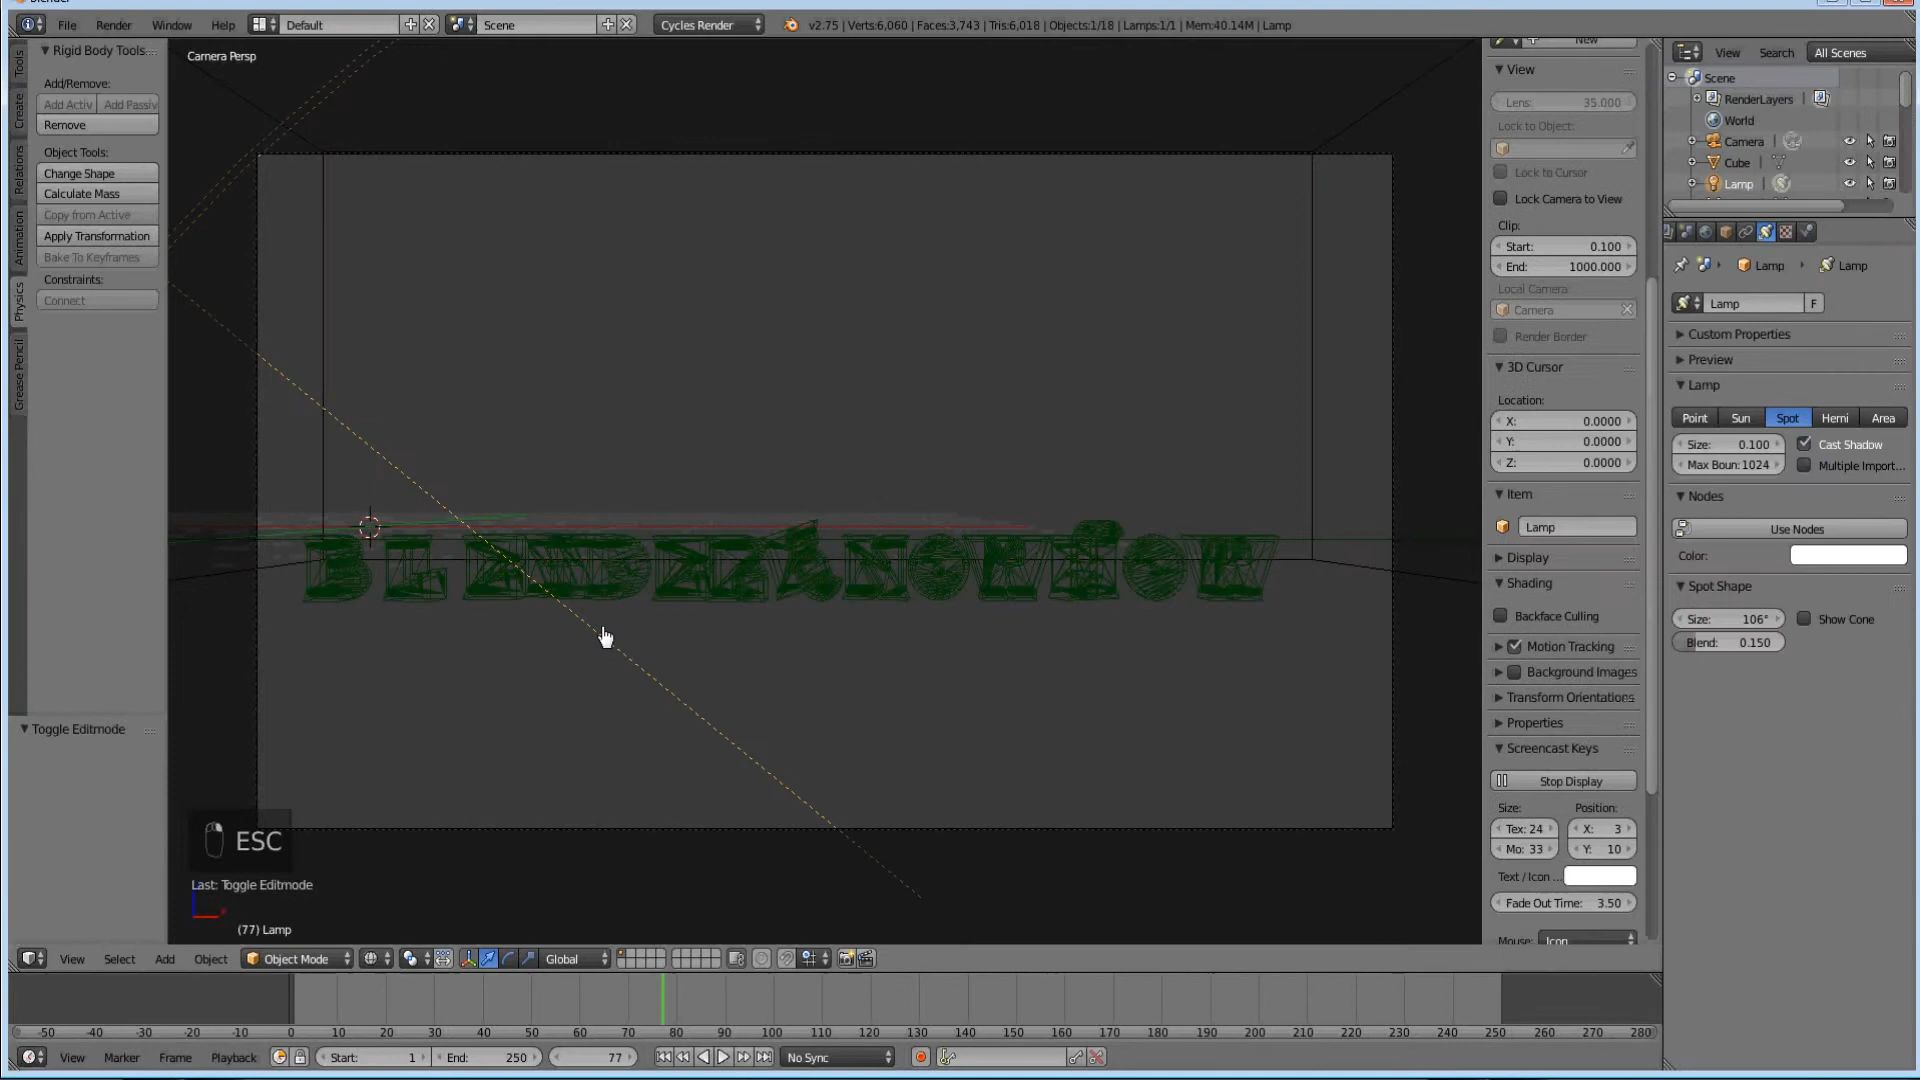 File Render Window Help Default Scene Cycles Render v2.75 | Verts:6,060 | Faces:3,743 | Tris:6,018 | Objects:1/18 | Lamps:1/1 | Mem:40.14M | Lamp
Rigid Body Tools
Add/Remove:
Add Activ Add Passiv
Remove
Object Tools:
Change Shape
Calculate Mass
Copy from Active
Apply Transformation
Bake To Keyframes
Constraints:
Connect
Tools
Create
Relations
Animation
Physics
Grease Pencil
Toggle Editmode
Camera Persp
ESC
Last: Toggle Editmode
(77) Lamp
New
View
Lens: 35.000
Lock to Object:
Lock to Cursor
Lock Camera to View
Clip:
Start: 0.100
End: 1000.000
Local Camera:
Camera
Render Border
3D Cursor
Location:
X: 0.0000
Y: 0.0000
Z: 0.0000
Item
Lamp
Display
Shading
Backface Culling
Motion Tracking
Background Images
Transform Orientations
Properties
Screencast Keys
Stop Display
Size: Position:
Tex: 24 X: 3
Mo: 33 Y: 10
Text / Icon ...
Fade Out Time: 3.50
Mouse: Icon
View Search All Scenes
Scene
RenderLayers
World
Camera
Cube
Lamp
Lamp Lamp
Lamp F
Custom Properties
Preview
Lamp
Point Sun Spot Hemi Area
Size: 0.100 Cast Shadow
Max Boun: 1024 Multiple Import...
Nodes
Use Nodes
Color:
Spot Shape
Size: 106° Show Cone
Blend: 0.150
View Select Add Object Object Mode Global
-50 -40 -30 -20 -10 0 10 20 30 40 50 60 70 80 90 100 110 120 130 140 150 160 170 180 190 200 210 220 230 240 250 260 270 280
View Marker Frame Playback Start: 1 End: 250 77 No Sync